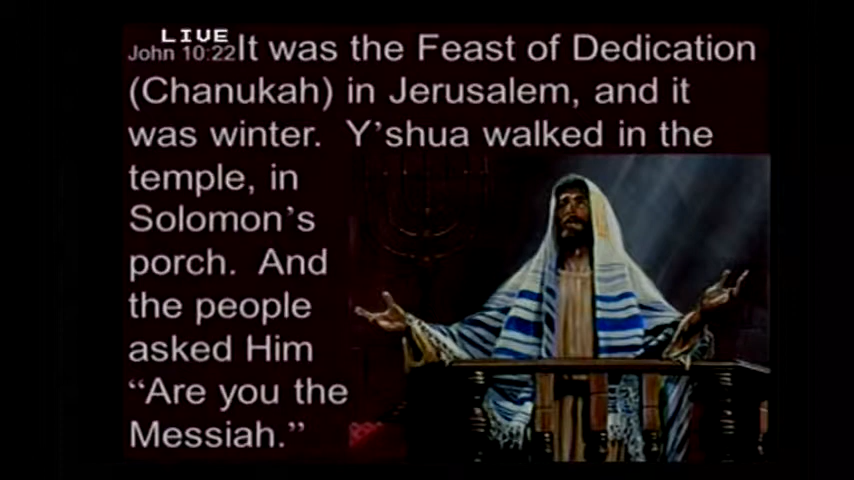 LIVE
John 10:22 It was the Feast of Dedication
(Chanukah) in Jerusalem, and it
was winter.  Y’shua walked in the
temple, in
Solomon’s
porch.  And
the people
asked Him
“Are you the
Messiah.”